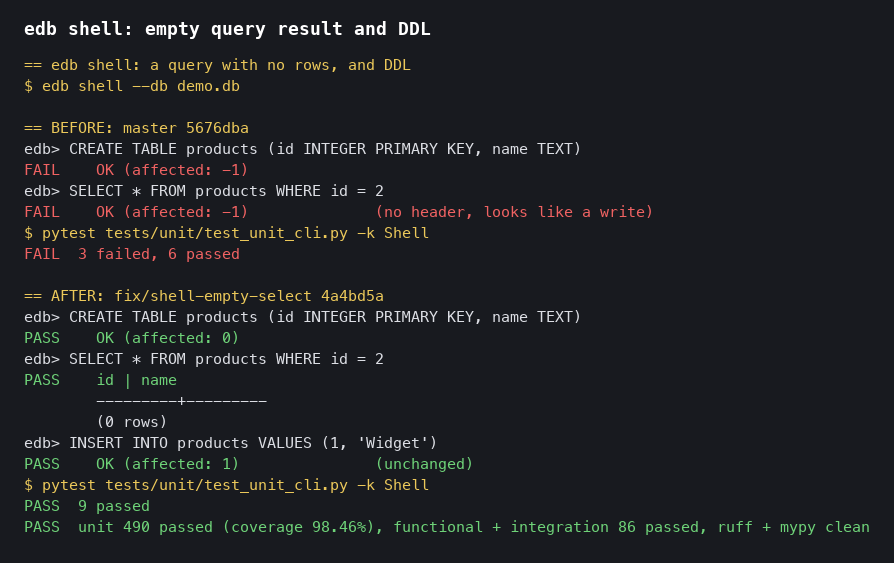 edb shell: empty query result and DDL
== edb shell: a query with no rows, and DDL
$ edb shell --db demo.db
== BEFORE: master 5676dba
edb> CREATE TABLE products (id INTEGER PRIMARY KEY, name TEXT)
FAIL    OK (affected: -1)
edb> SELECT * FROM products WHERE id = 2
FAIL    OK (affected: -1)              (no header, looks like a write)
$ pytest tests/unit/test_unit_cli.py -k Shell
FAIL  3 failed, 6 passed
== AFTER: fix/shell-empty-select 4a4bd5a
edb> CREATE TABLE products (id INTEGER PRIMARY KEY, name TEXT)
PASS    OK (affected: 0)
edb> SELECT * FROM products WHERE id = 2
PASS    id | name
        ---------+---------
        (0 rows)
edb> INSERT INTO products VALUES (1, 'Widget')
PASS    OK (affected: 1)               (unchanged)
$ pytest tests/unit/test_unit_cli.py -k Shell
PASS  9 passed
PASS  unit 490 passed (coverage 98.46%), functional + integration 86 passed, ruff + mypy clean